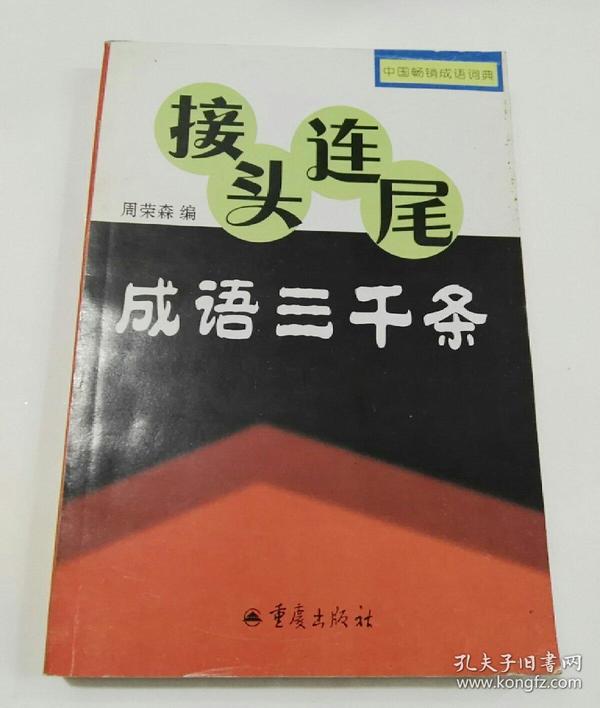 中国畅销成语词典
接头连尾
周荣森 编
成语三千条
重庆出版社
孔夫子旧书网
www.kongfz.com